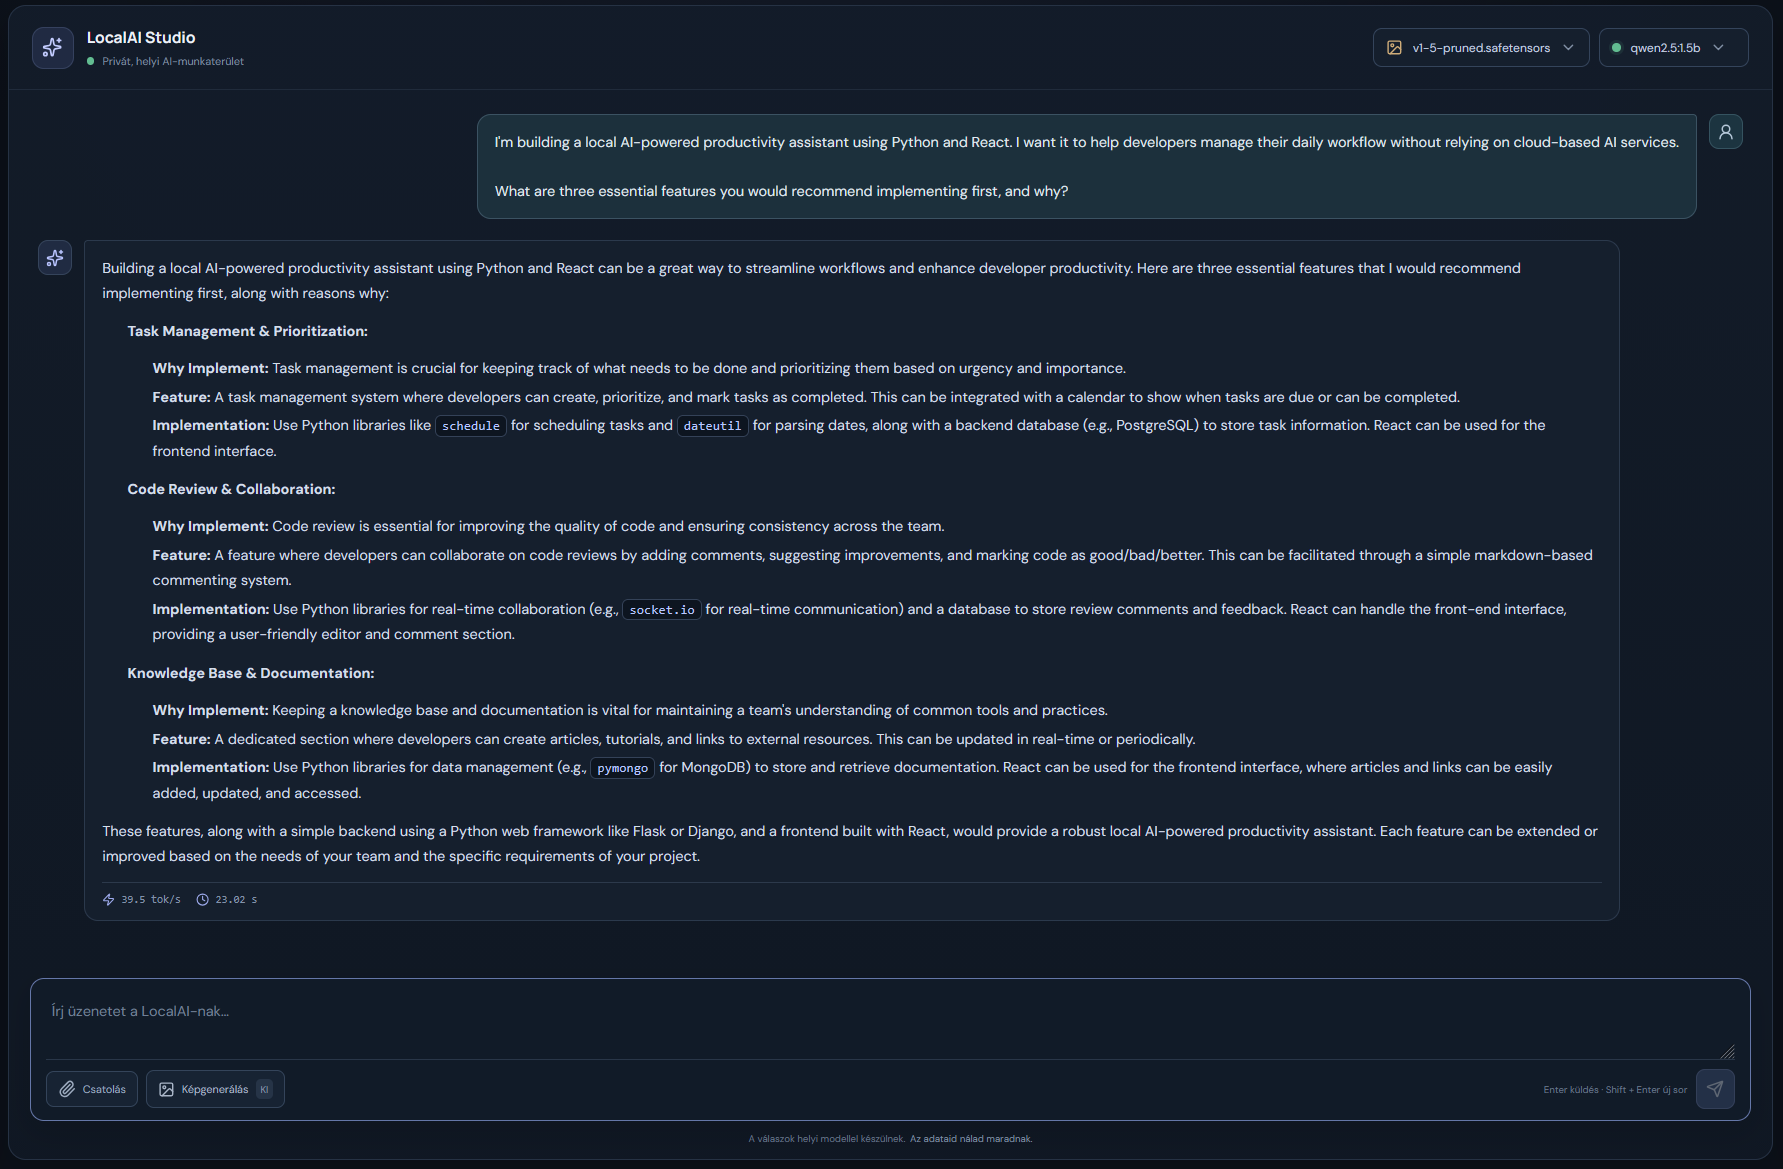 LocalAI Studio
Privát, helyi AI-munkaterület
v1-5-pruned.safetensors
qwen2.5:1.5b
I'm building a local AI-powered productivity assistant using Python and React. I want it to help developers manage their daily workflow without relying on cloud-based AI services.
What are three essential features you would recommend implementing first, and why?
Building a local AI-powered productivity assistant using Python and React can be a great way to streamline workflows and enhance developer productivity. Here are three essential features that I would recommend
implementing first, along with reasons why:
Task Management & Prioritization:
Why Implement: Task management is crucial for keeping track of what needs to be done and prioritizing them based on urgency and importance.
Feature: A task management system where developers can create, prioritize, and mark tasks as completed. This can be integrated with a calendar to show when tasks are due or can be completed.
Implementation: Use Python libraries like schedule for scheduling tasks and dateutil for parsing dates, along with a backend database (e.g., PostgreSQL) to store task information. React can be used for the
frontend interface.
Code Review & Collaboration:
Why Implement: Code review is essential for improving the quality of code and ensuring consistency across the team.
Feature: A feature where developers can collaborate on code reviews by adding comments, suggesting improvements, and marking code as good/bad/better. This can be facilitated through a simple markdown-based
commenting system.
Implementation: Use Python libraries for real-time collaboration (e.g., socket.io for real-time communication) and a database to store review comments and feedback. React can handle the front-end interface,
providing a user-friendly editor and comment section.
Knowledge Base & Documentation:
Why Implement: Keeping a knowledge base and documentation is vital for maintaining a team's understanding of common tools and practices.
Feature: A dedicated section where developers can create articles, tutorials, and links to external resources. This can be updated in real-time or periodically.
Implementation: Use Python libraries for data management (e.g., pymongo for MongoDB) to store and retrieve documentation. React can be used for the frontend interface, where articles and links can be easily
added, updated, and accessed.
These features, along with a simple backend using a Python web framework like Flask or Django, and a frontend built with React, would provide a robust local AI-powered productivity assistant. Each feature can be extended or
improved based on the needs of your team and the specific requirements of your project.
39.5 tok/s 23.02 s
Írj üzenetet a LocalAI-nak...
Csatolás
Képgenerálás KI
Enter küldés · Shift + Enter új sor
A válaszok helyi modellel készülnek. Az adataid nálad maradnak.